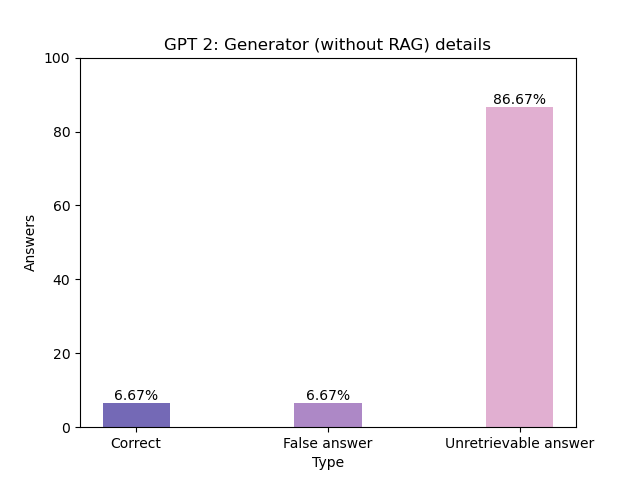 GPT 2: Generator (without RAG) details
100
80
60
40
20
0
Answers
6.67%
6.67%
86.67%
Correct
False answer
Unretrievable answer
Type